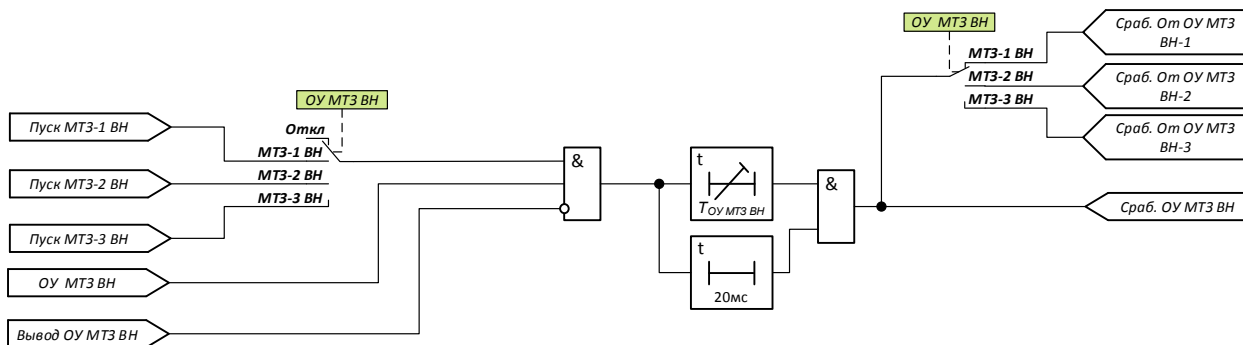 ОУ МТЗ ВН
Сраб. От ОУ МТЗ
ВН-1
МТЗ-1 ВН
МТЗ-2 ВН
Сраб. От ОУ МТЗ
ВН-2
МТЗ-3 ВН
Сраб. От ОУ МТЗ
ВН-3
ОУ МТЗ ВН
Пуск МТЗ-1 ВН
Откл
МТЗ-1 ВН
Пуск МТЗ-2 ВН
МТЗ-2 ВН
МТЗ-3 ВН
Пуск МТЗ-3 ВН
ОУ МТЗ ВН
Вывод ОУ МТЗ ВН
&
t
TОУ МТЗ ВН
t
20мс
&
Сраб. ОУ МТЗ ВН